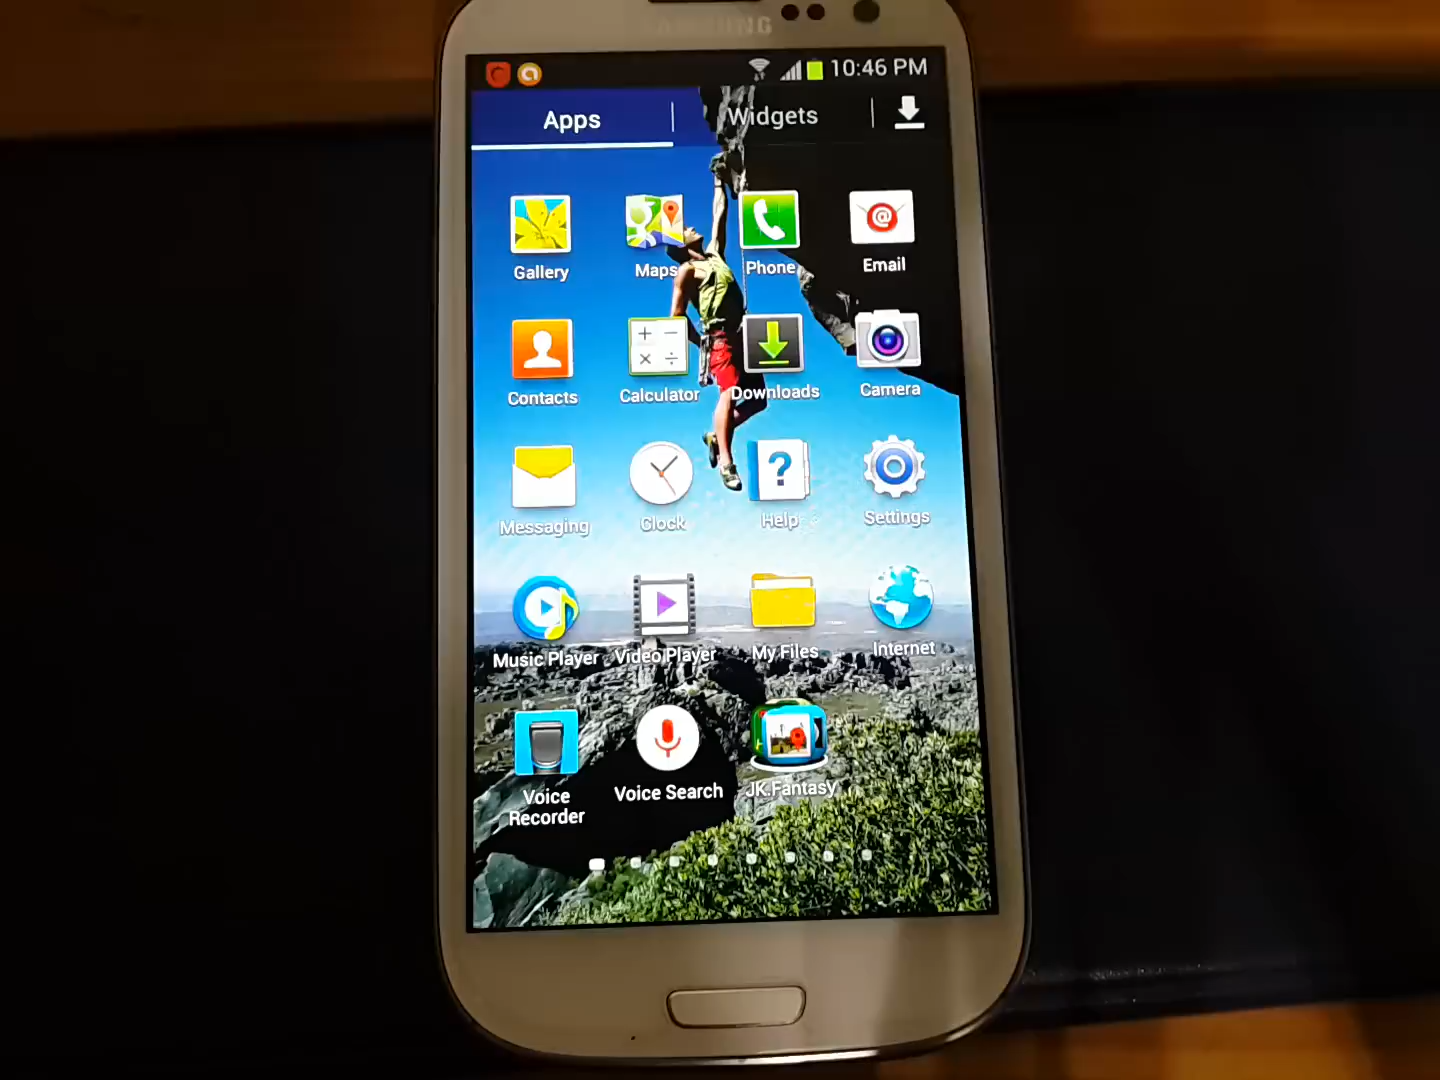 SAMSUNG
10:46 PM
Apps
Widgets
Gallery
Maps
Phone
Email
@
Contacts
Calculator
Downloads
Camera
+ −
× ÷
Messaging
Clock
Help
Settings
?
Music Player
Video Player
My Files
Internet
Voice Recorder
Voice Search
JK.Fantasy